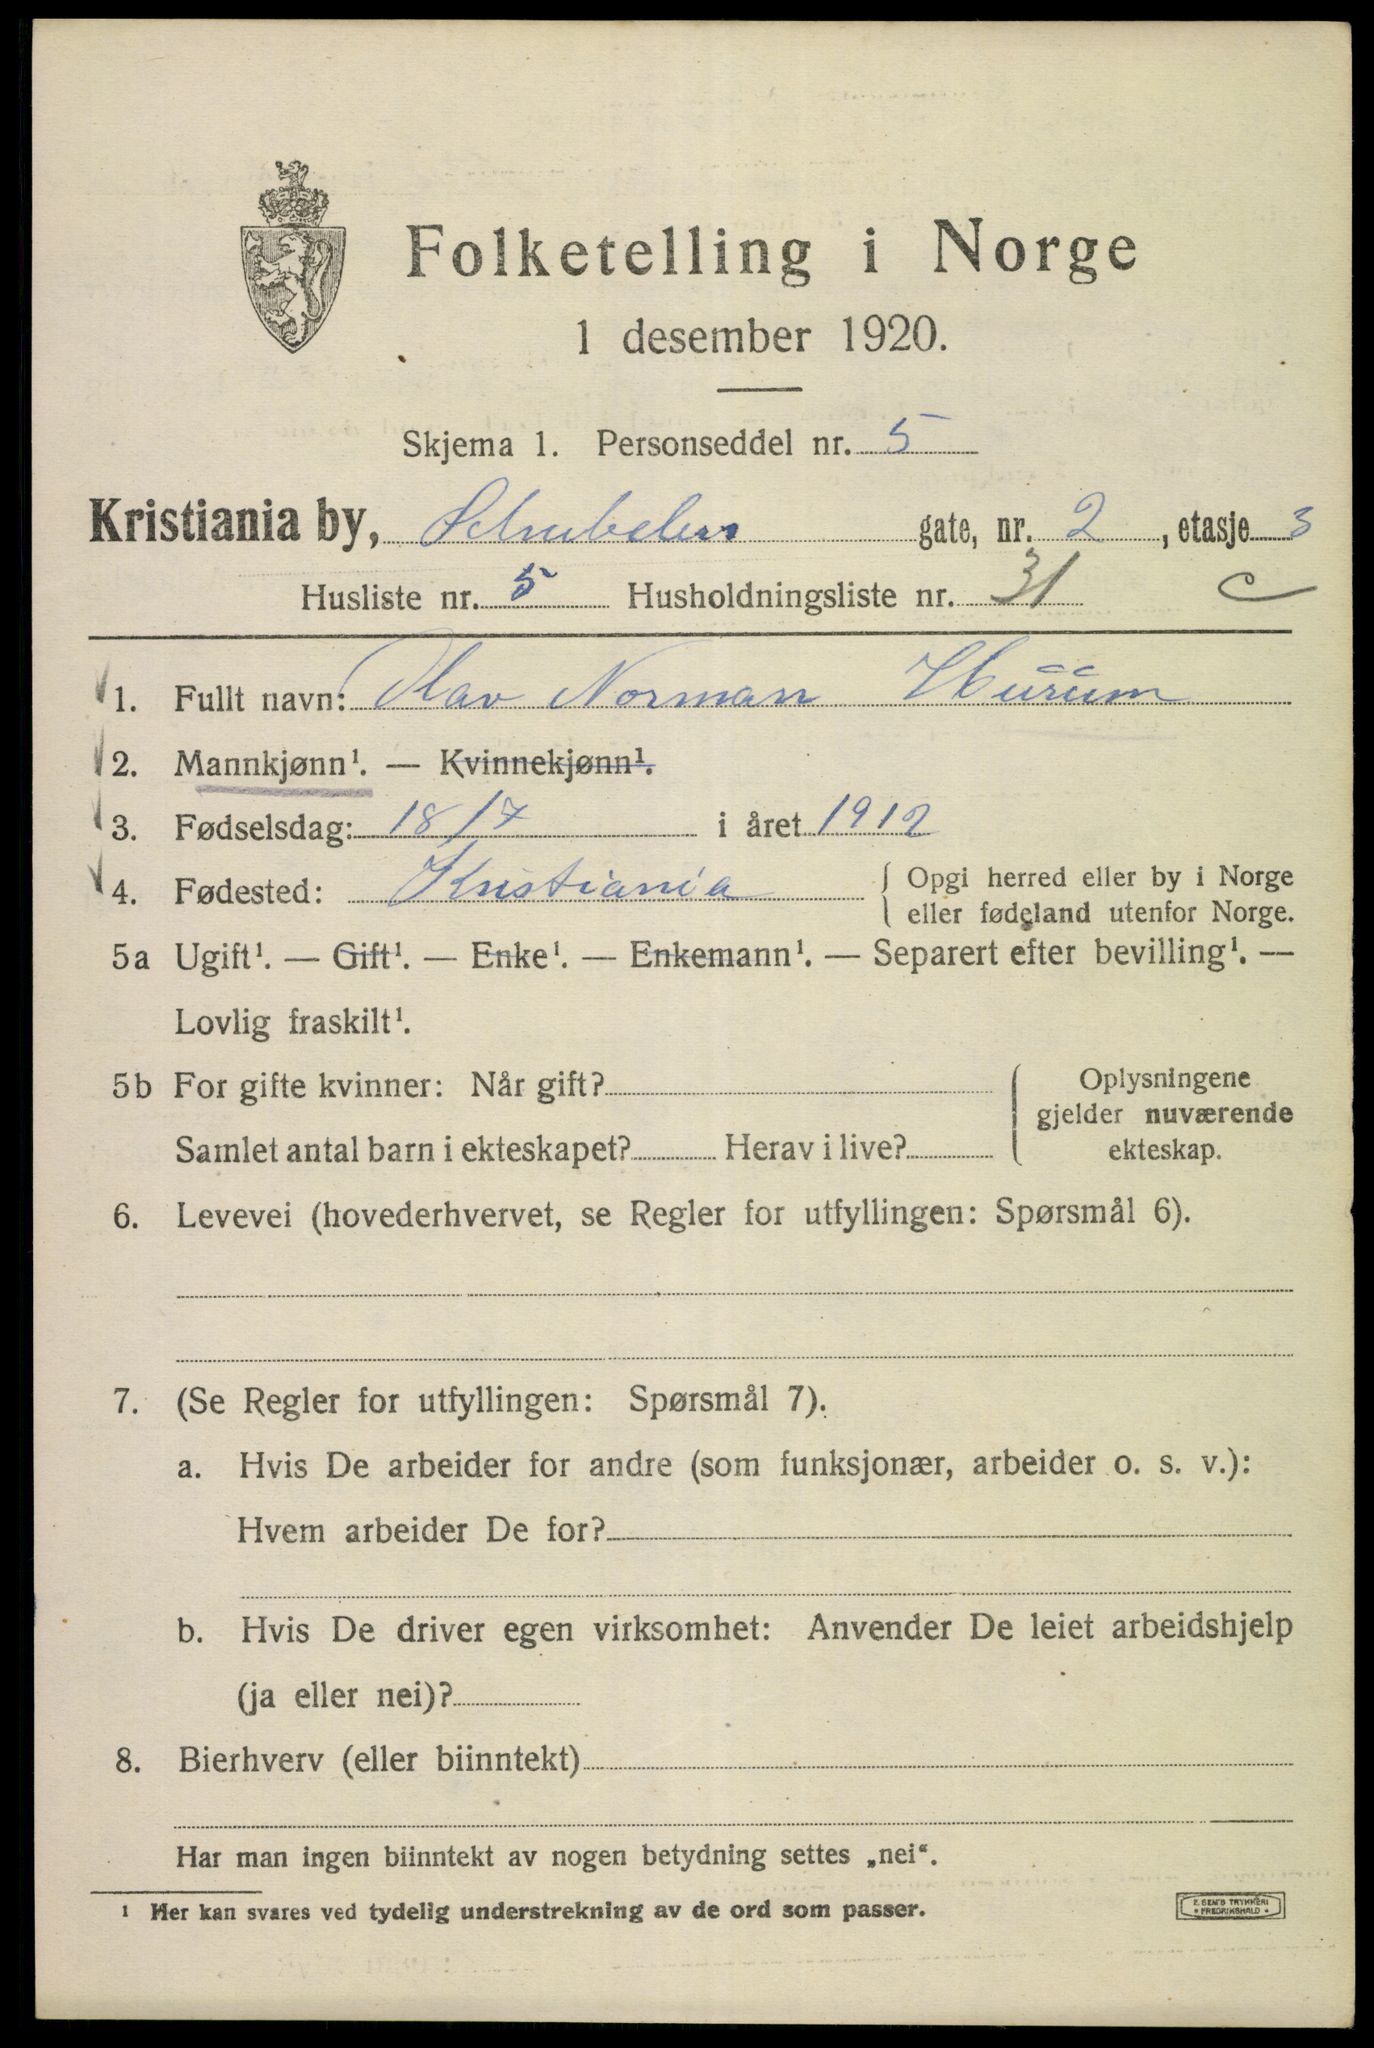 Folketelling i Norge
1 desember 1920.
Skjema 1. Personseddel nr. 5
Kristiania by, Schubelers gate, nr. 2, etasje 3
Husliste nr. 5 Husholdningsliste nr. 31 C
1. Fullt navn: Olav Norman Hurum
2. Mannkjønn¹. — Kvinnekjønn¹.
3. Fødselsdag: 18/7 i året 1912
4. Fødested: Kristiania { Opgi herred eller by i Norge
eller fødeland utenfor Norge.
5a Ugift¹. — Gift¹. — Enke¹. — Enkemann¹. — Separert efter bevilling¹. —
Lovlig fraskilt¹.
5b For gifte kvinner: Når gift? { Oplysningene
gjelder nuværende
Samlet antal barn i ekteskapet? Herav i live? ekteskap.
6. Levevei (hovederhvervet, se Regler for utfyllingen: Spørsmål 6).
7. (Se Regler for utfyllingen: Spørsmål 7).
a. Hvis De arbeider for andre (som funksjonær, arbeider o. s. v.):
Hvem arbeider De for?
b. Hvis De driver egen virksomhet: Anvender De leiet arbeidshjelp
(ja eller nei)?
8. Bierhverv (eller biinntekt)
Har man ingen biinntekt av nogen betydning settes „nei“.
¹ Her kan svares ved tydelig understrekning av de ord som passer.
E. SEM'S TRYKKERI
FREDRIKSHALD